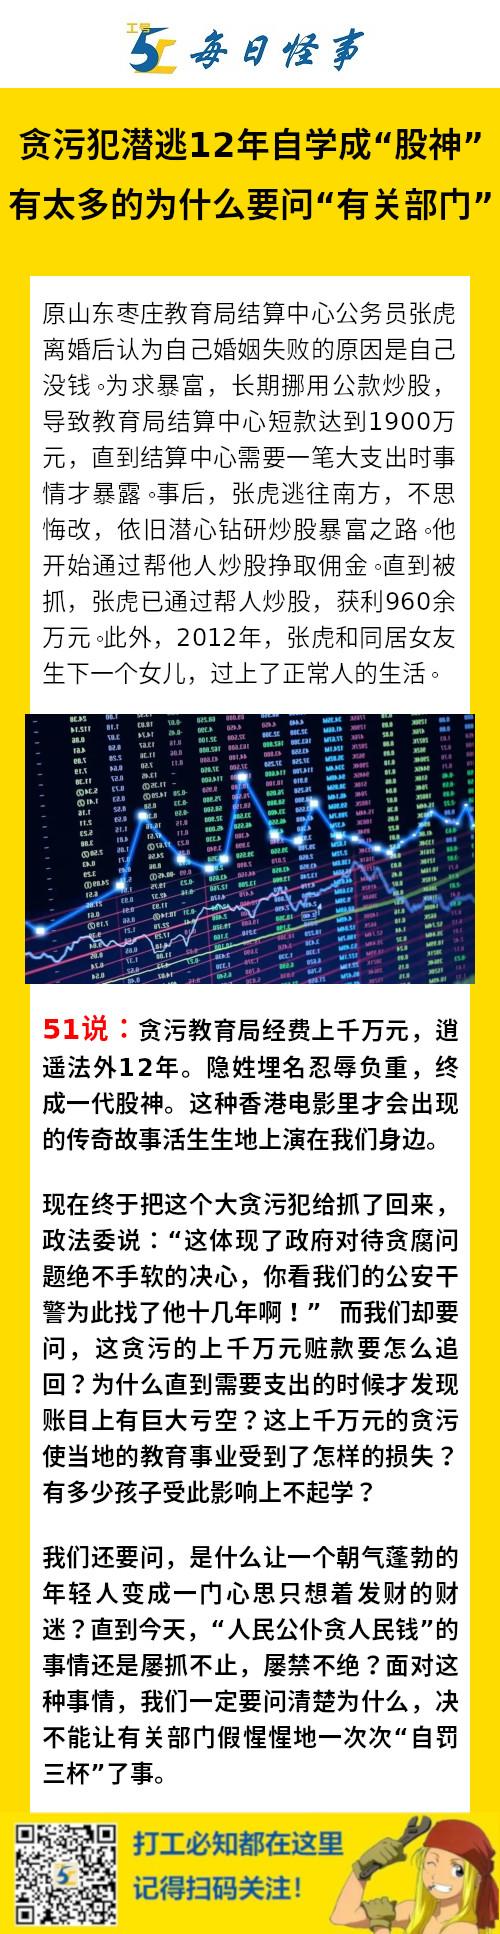 工号
51
每日怪事
贪污犯潜逃12年自学成“股神”
有太多的为什么要问“有关部门”
原山东枣庄教育局结算中心公务员张虎
离婚后认为自己婚姻失败的原因是自己
没钱。为求暴富，长期挪用公款炒股，
导致教育局结算中心短款达到1900万
元，直到结算中心需要一笔大支出时事
情才暴露。事后，张虎逃往南方，不思
悔改，依旧潜心钻研炒股暴富之路。他
开始通过帮他人炒股挣取佣金。直到被
抓，张虎已通过帮人炒股，获利960余
万元。此外，2012年，张虎和同居女友
生下一个女儿，过上了正常人的生活。
51说：贪污教育局经费上千万元，逍
遥法外12年。隐姓埋名忍辱负重，终
成一代股神。这种香港电影里才会出现
的传奇故事活生生地上演在我们身边。
现在终于把这个大贪污犯给抓了回来，
政法委说：“这体现了政府对待贪腐问
题绝不手软的决心，你看我们的公安干
警为此找了他十几年啊！” 而我们却要
问，这贪污的上千万元赃款要怎么追
回？为什么直到需要支出的时候才发现
账目上有巨大亏空？这上千万元的贪污
使当地的教育事业受到了怎样的损失？
有多少孩子受此影响上不起学？
我们还要问，是什么让一个朝气蓬勃的
年轻人变成一门心思只想着发财的财
迷？直到今天，“人民公仆贪人民钱”的
事情还是屡抓不止，屡禁不绝？面对这
种事情，我们一定要问清楚为什么，决
不能让有关部门假惺惺地一次次“自罚
三杯”了事。
打工必知都在这里
记得扫码关注！